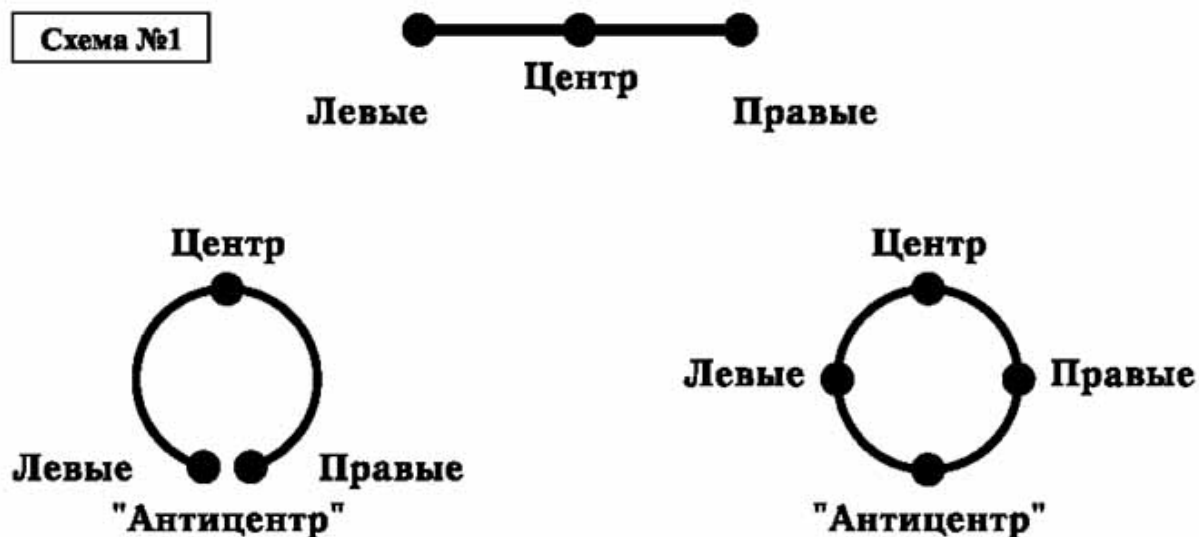 Схема №1
Центр
Левые
Правые
Центр
Левые
Правые
"Антицентр"
Центр
Левые
Правые
"Антицентр"